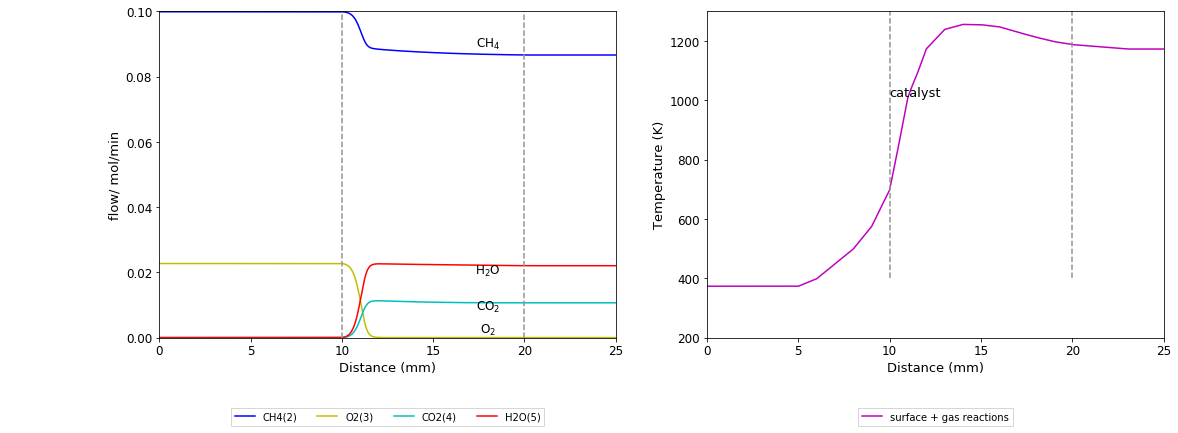 0.10
0.08
0.06
0.04
0.02
0.00
flow/ mol/min
CH₄
H₂O
CO₂
O₂
0 5 10 15 20 25
Distance (mm)
CH4(2) O2(3) CO2(4) H2O(5)
1200
1000
800
600
400
200
Temperature (K)
catalyst
0 5 10 15 20 25
Distance (mm)
surface + gas reactions